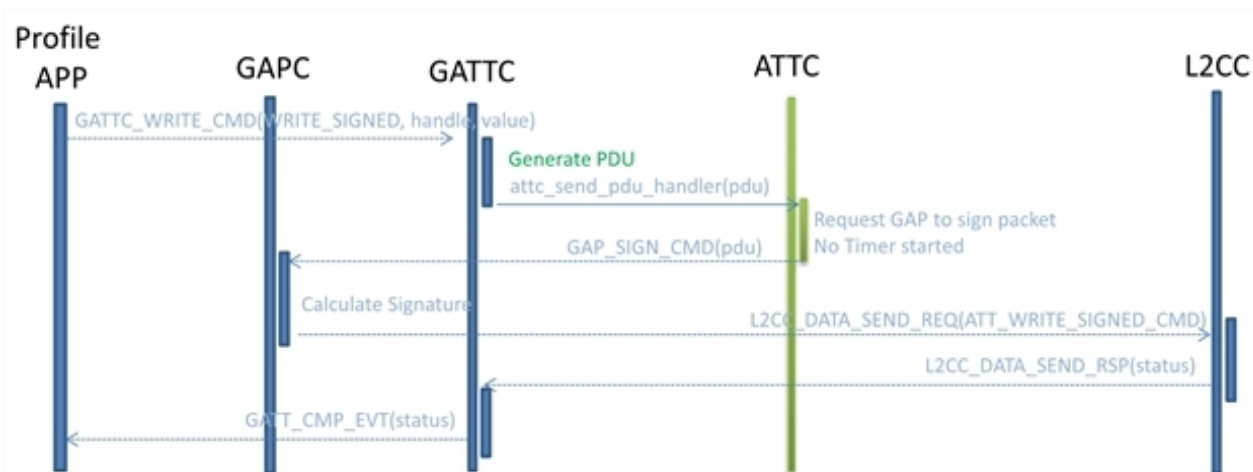 Profile
APP
GAPC
GATTC
ATTC
L2CC
GATTC_WRITE_CMD(WRITE_SIGNED, handle, value)
Generate PDU
attc_send_pdu_handler(pdu)
Request GAP to sign packet
No Timer started
GAP_SIGN_CMD(pdu)
Calculate Signature
L2CC_DATA_SEND_REQ(ATT_WRITE_SIGNED_CMD)
L2CC_DATA_SEND_RSP(status)
GATT_CMP_EVT(status)